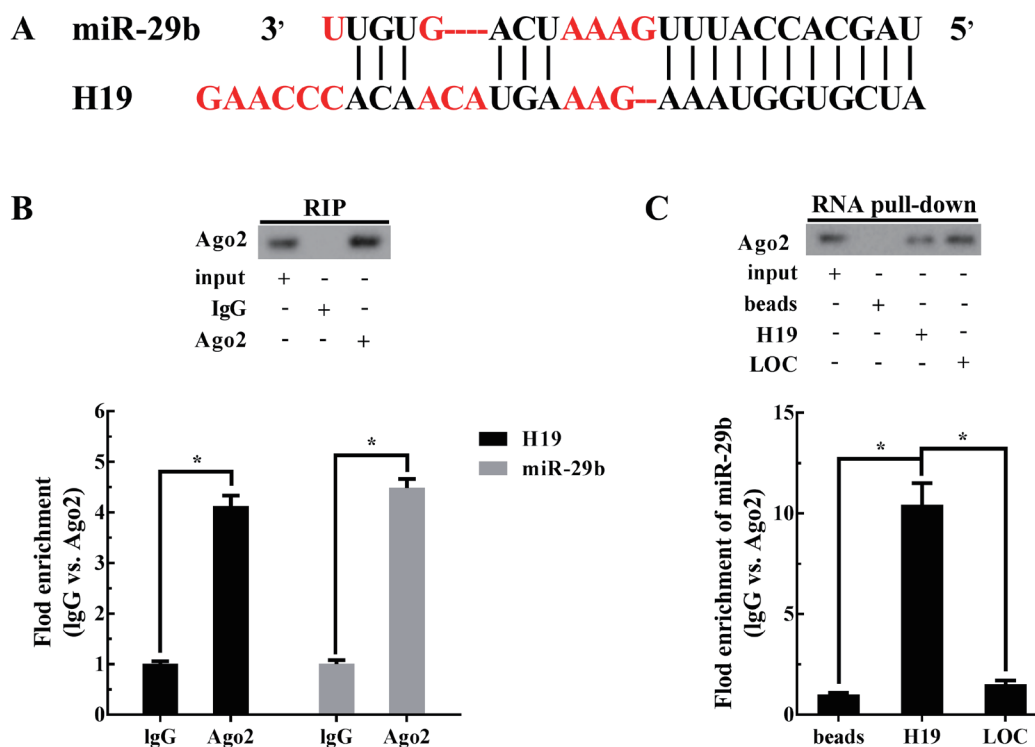 A miR-29b 3’ UUGUG----ACUAAAGUUUACCACGAU 5’
H19 GAACCCACAACAUGAAAG--AAAUGGUGCUA
B
RIP
Ago2
input + - -
IgG - + -
Ago2 - - +
Flod enrichment
(IgG vs. Ago2)
6
5
4
3
2
1
0
*
*
H19
miR-29b
IgG Ago2 IgG Ago2
C
RNA pull-down
Ago2
input + - - -
beads - + - -
H19 - - + -
LOC - - - +
Flod enrichment of miR-29b
(IgG vs. Ago2)
15
10
5
0
*
*
beads H19 LOC